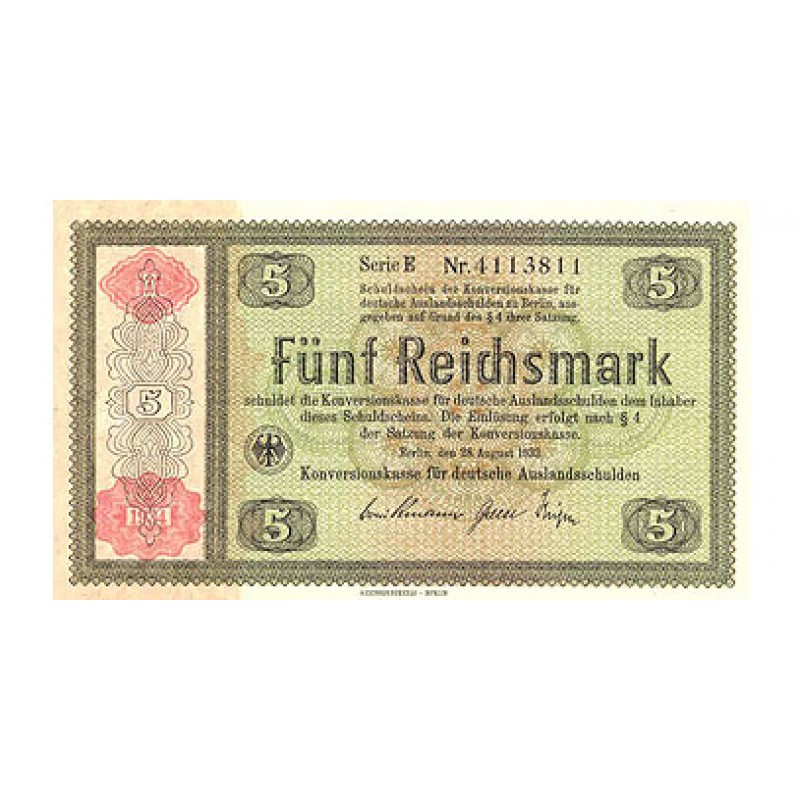 5 Serie E Nr. 4113811 5
Schuldschein der Konversionskasse für
deutsche Auslandsschulden zu Berlin, aus-
gegeben auf Grund des § 4 ihrer Satzung.
Fünf Reichsmark
schuldet die Konversionskasse für deutsche Auslandsschulden dem Inhaber
dieses Schuldscheins. Die Einlösung erfolgt nach § 4
der Satzung der Konversionskasse.
Berlin, den 28. August 1933
Konversionskasse für deutsche Auslandsschulden
5 5
5
1934